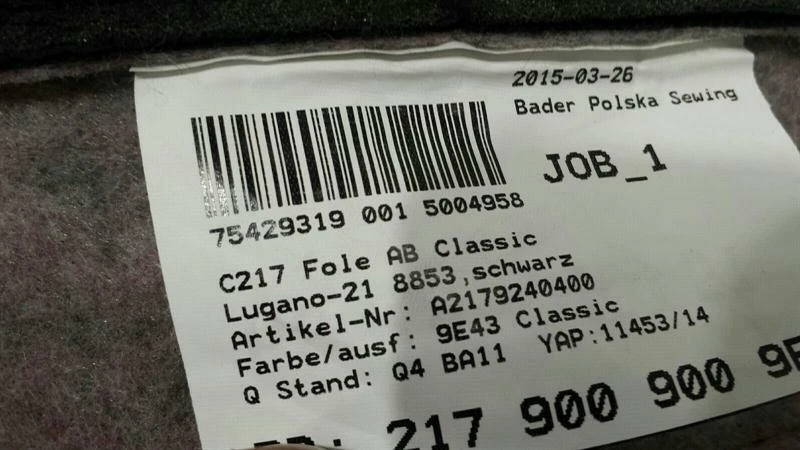 2015-03-26
Bader Polska Sewing
JOB_1
75429319 001 5004958
C217 Fole AB Classic
Lugano-21 8853,schwarz
Artikel-Nr: A2179240400
Farbe/ausf: 9E43 Classic
Q Stand: Q4 BA11 YAP:11453/14
217 900 900